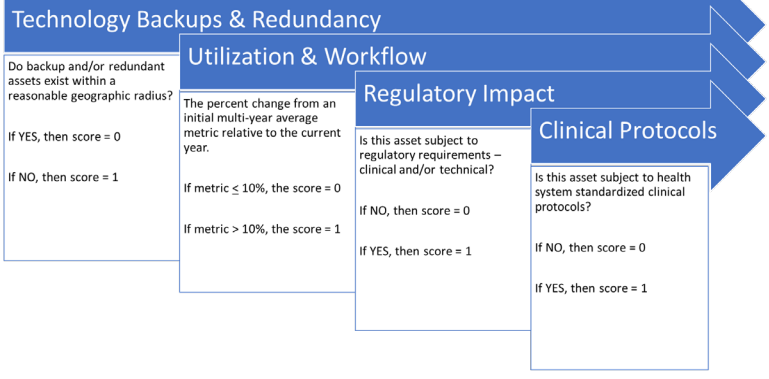 Technology Backups & Redundancy
Do backup and/or redundant
assets exist within a
reasonable geographic radius?
If YES, then score = 0
If NO, then score = 1
Utilization & Workflow
The percent change from an
initial multi-year average
metric relative to the current
year.
If metric ≤ 10%, the score = 0
If metric > 10%, the score = 1
Regulatory Impact
Is this asset subject to
regulatory requirements –
clinical and/or technical?
If NO, then score = 0
If YES, then score = 1
Clinical Protocols
Is this asset subject to health
system standardized clinical
protocols?
If NO, then score = 0
If YES, then score = 1